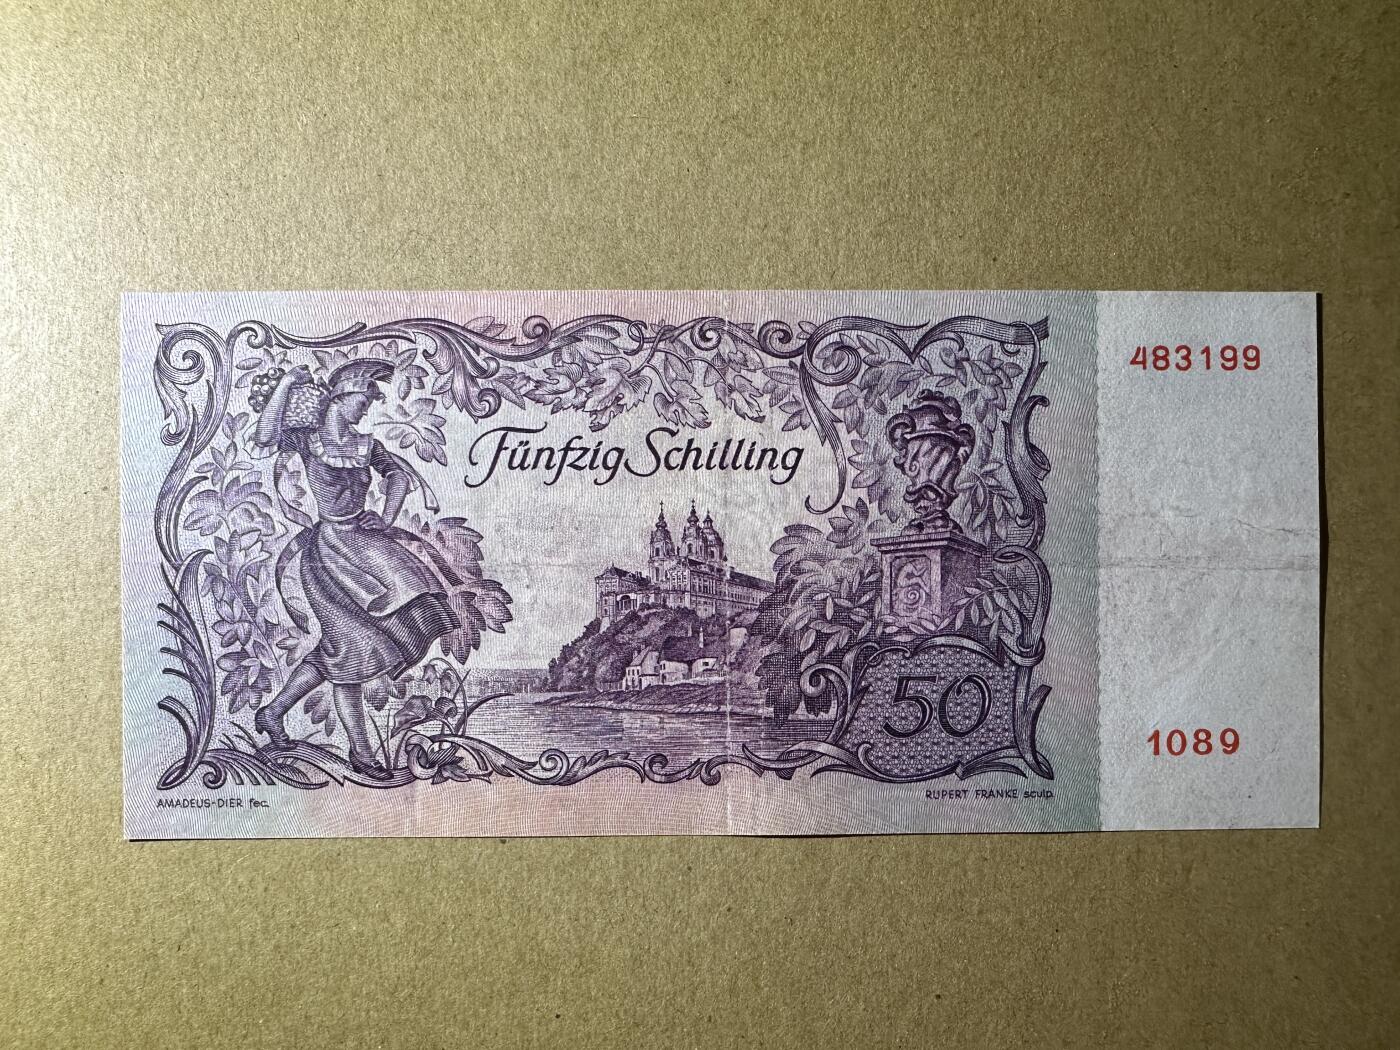 483199
Fünfzig Schilling
50
1089
AMADEUS-DIER fec.
RUPERT FRANKE sculp.